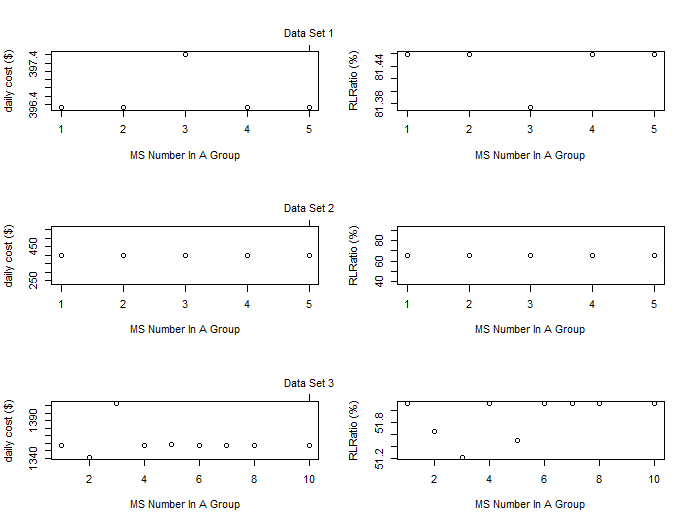 Data Set 1
daily cost ($)
396.4 397.4
1 2 3 4 5
MS Number In A Group
RLRatio (%)
81.38 81.44
1 2 3 4 5
MS Number In A Group
Data Set 2
daily cost ($)
250 450
1 2 3 4 5
MS Number In A Group
RLRatio (%)
40 60 80
1 2 3 4 5
MS Number In A Group
Data Set 3
daily cost ($)
1340 1390
2 4 6 8 10
MS Number In A Group
RLRatio (%)
51.2 51.8
2 4 6 8 10
MS Number In A Group